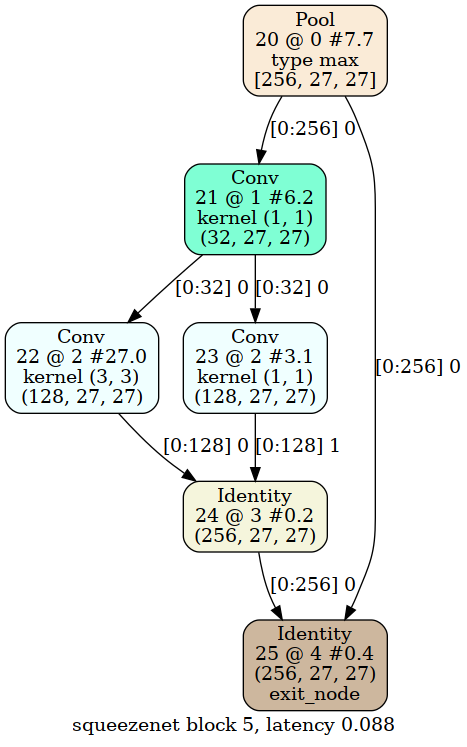 Pool
20 @ 0 #7.7
type max
[256, 27, 27]
[0:256] 0
Conv
21 @ 1 #6.2
kernel (1, 1)
(32, 27, 27)
[0:32] 0
[0:32] 0
Conv
22 @ 2 #27.0
kernel (3, 3)
(128, 27, 27)
Conv
23 @ 2 #3.1
kernel (1, 1)
(128, 27, 27)
[0:256] 0
[0:128] 0
[0:128] 1
Identity
24 @ 3 #0.2
(256, 27, 27)
[0:256] 0
Identity
25 @ 4 #0.4
(256, 27, 27)
exit_node
squeezenet block 5, latency 0.088